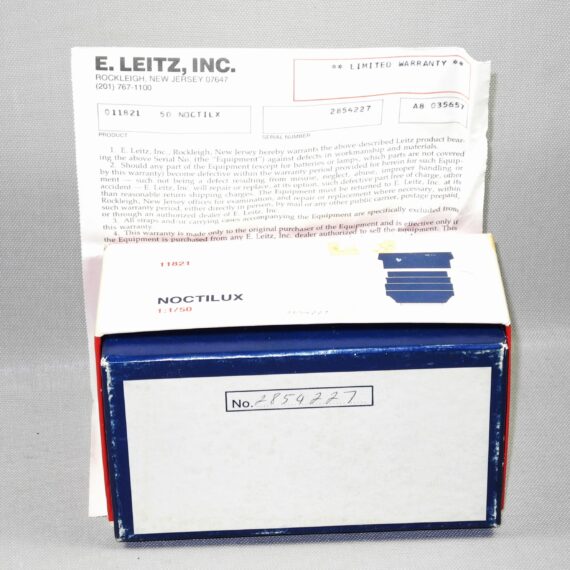 E. LEITZ, INC.
ROCKLEIGH, NEW JERSEY 07647
(201) 767-1100
** LIMITED WARRANTY **
011821 50 NOCTILX
2854227
A8 03565
PRODUCT
SERIAL NUMBER
1. E. Leitz, Inc., Rockleigh, New Jersey hereby warrants the above described Leitz product bear-
ing the above Serial No. (the "Equipment") against defects in workmanship and materials.
2. Should any part of the Equipment (except for batteries or lamps, which parts are not covered
by this warranty) become defective within the warranty period provided for herein for such Equip-
ment — such not being a defect resulting from misuse, neglect, abuse, improper handling or
accident — E. Leitz, Inc. will repair or replace, at its option, such defective part free of charge, other
than reasonable return shipping charges. The Equipment must be returned to E. Leitz, Inc. at its
Rockleigh, New Jersey offices for examination, and repair or replacement where necessary, within
such warranty period, either directly in person, by mail or any other public carrier, postage prepaid,
or through an authorized dealer of E. Leitz, Inc.
3. All straps and or carrying cases accompanying the Equipment are specifically excluded from
this warranty.
4. This warranty is made only to the original purchaser of the Equipment and is effective only if
the Equipment is purchased from any E. Leitz, Inc. dealer authorized to sell the Equipment. This
11821
NOCTILUX
1:1/50
2854227
No. 2854227